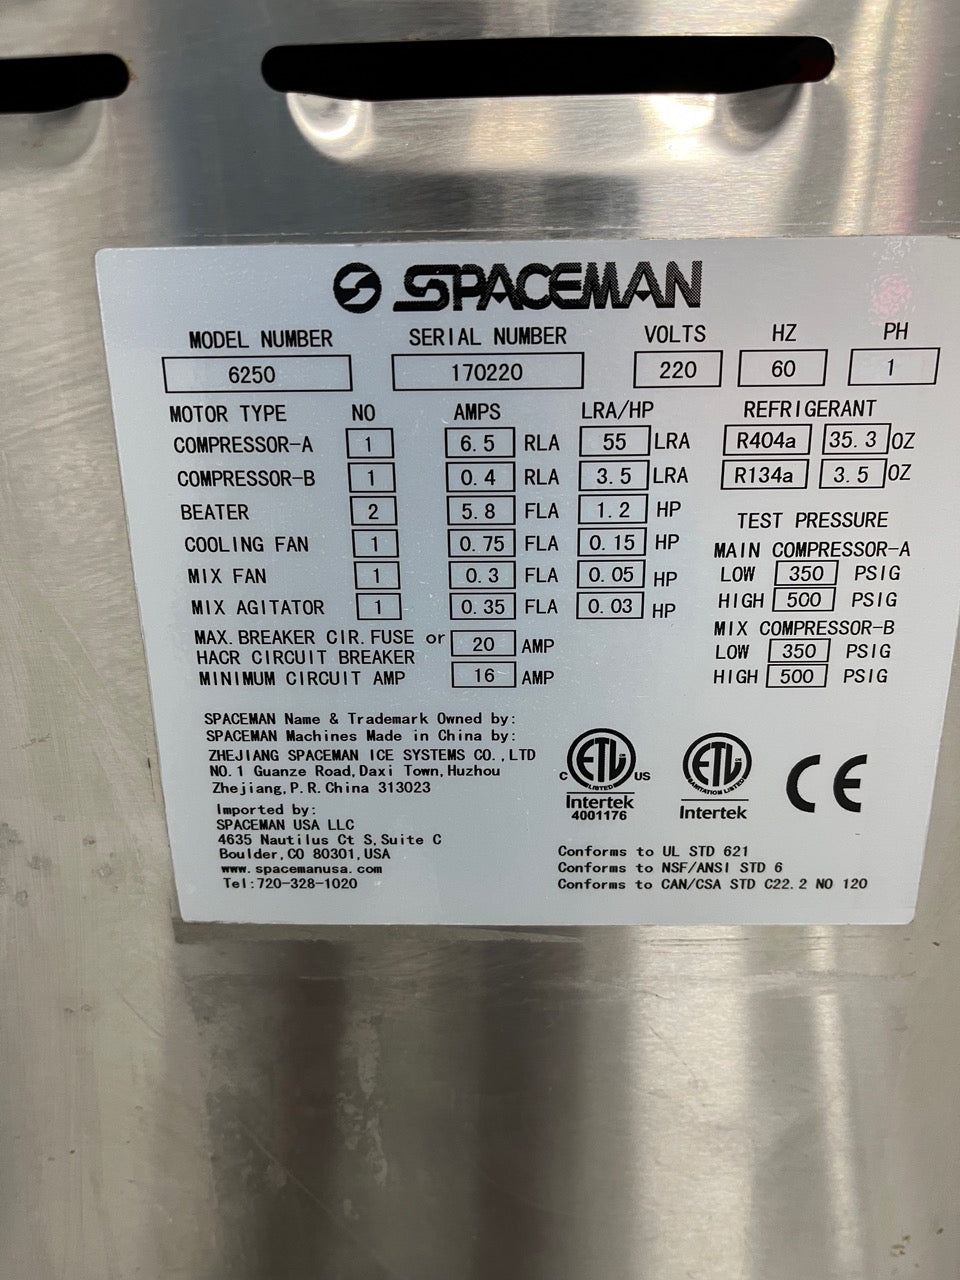 SPACEMAN
MODEL NUMBER SERIAL NUMBER VOLTS HZ PH
6250 170220 220 60 1
MOTOR TYPE NO AMPS LRA/HP REFRIGERANT
COMPRESSOR-A 1 6.5 RLA 55 LRA R404a 35.3 OZ
COMPRESSOR-B 1 0.4 RLA 3.5 LRA R134a 3.5 OZ
BEATER 2 5.8 FLA 1.2 HP
COOLING FAN 1 0.75 FLA 0.15 HP
MIX FAN 1 0.3 FLA 0.05 HP
MIX AGITATOR 1 0.35 FLA 0.03 HP
TEST PRESSURE
MAIN COMPRESSOR-A
LOW 350 PSIG
HIGH 500 PSIG
MIX COMPRESSOR-B
LOW 350 PSIG
HIGH 500 PSIG
MAX. BREAKER CIR. FUSE or
HACR CIRCUIT BREAKER 20 AMP
MINIMUM CIRCUIT AMP 16 AMP
SPACEMAN Name & Trademark Owned by:
SPACEMAN Machines Made in China by:
ZHEJIANG SPACEMAN ICE SYSTEMS CO.,LTD
NO.1 Guanze Road,Daxi Town,Huzhou
Zhejiang,P.R.China 313023
Imported by:
SPACEMAN USA LLC
4635 Nautilus Ct S,Suite C
Boulder,CO 80301,USA
www.spacemanusa.com
Tel:720-328-1020
C ETL US
LISTED
Intertek
4001176
ETL
SANITATION LISTED
Intertek
CE
Conforms to UL STD 621
Conforms to NSF/ANSI STD 6
Conforms to CAN/CSA STD C22.2 NO 120